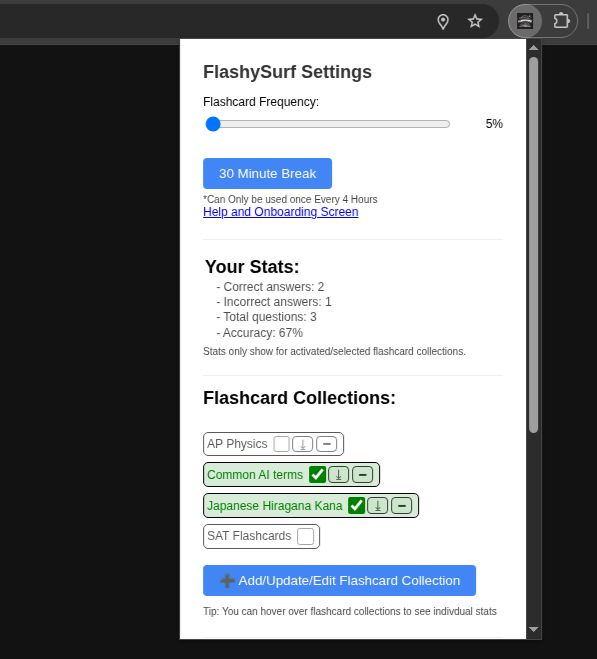 FlashySurf Settings
Flashcard Frequency:
5%
30 Minute Break
*Can Only be used once Every 4 Hours
Help and Onboarding Screen
Your Stats:
- Correct answers: 2
- Incorrect answers: 1
- Total questions: 3
- Accuracy: 67%
Stats only show for activated/selected flashcard collections.
Flashcard Collections:
AP Physics
Common AI terms
Japanese Hiragana Kana
SAT Flashcards
➕ Add/Update/Edit Flashcard Collection
Tip: You can hover over flashcard collections to see indivdual stats